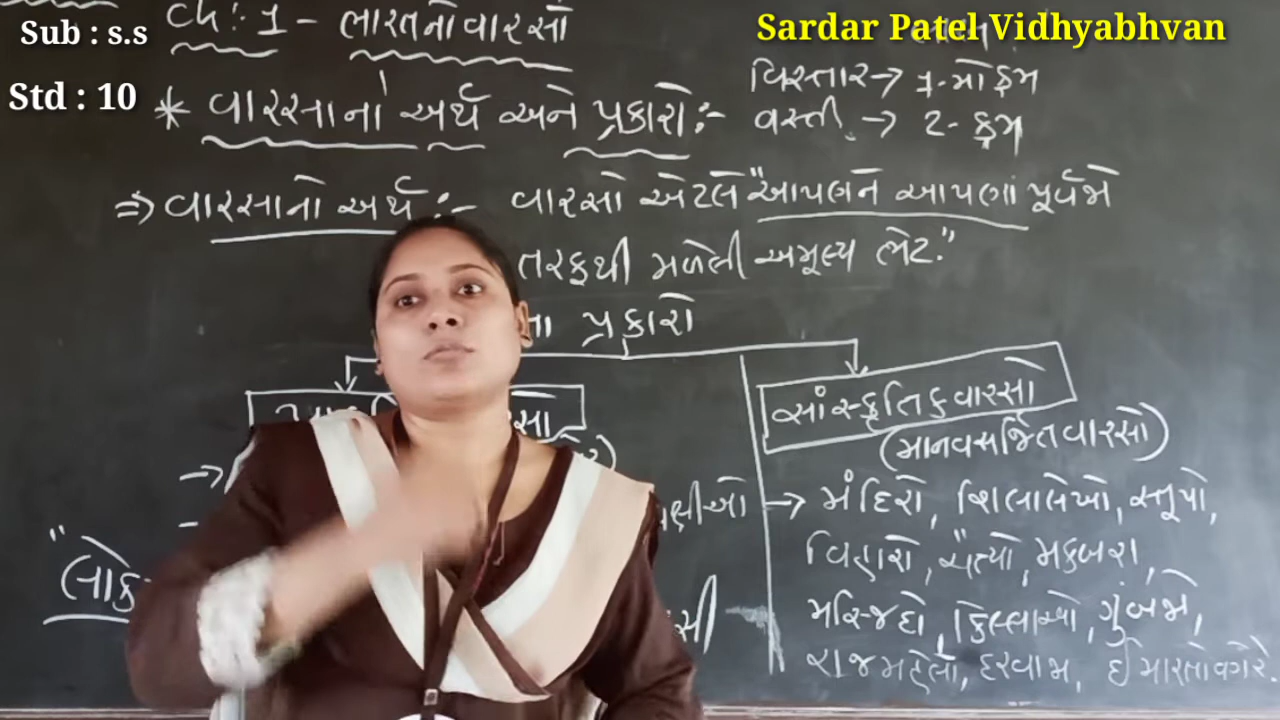 Sub : s.s
Ch: 1 - ભારતનો વારસો
Sardar Patel Vidhyabhvan
Std : 10
* વારસાનો અર્થ અને પ્રકારો :-
વિસ્તાર → 7-મો ક્રમ
વસ્તી → 2- ક્રમ
⇒ વારસાનો અર્થ :- વારસો એટલે "આપણને આપણાં પૂર્વજો
તરફથી મળેલી અમૂલ્ય ભેટ."
ના પ્રકારો
સાંસ્કૃતિક વારસો
(માનવસર્જિત વારસો)
→ મંદિરો, શિલાલેખો, સ્તૂપો,
વિહારો, ચૈત્યો, મકબરા,
મસ્જિદો, કિલ્લાઓ, ગુંબજો,
રાજમહેલો, દરવાજા, ઈમારતો વગેરે.
"લોક